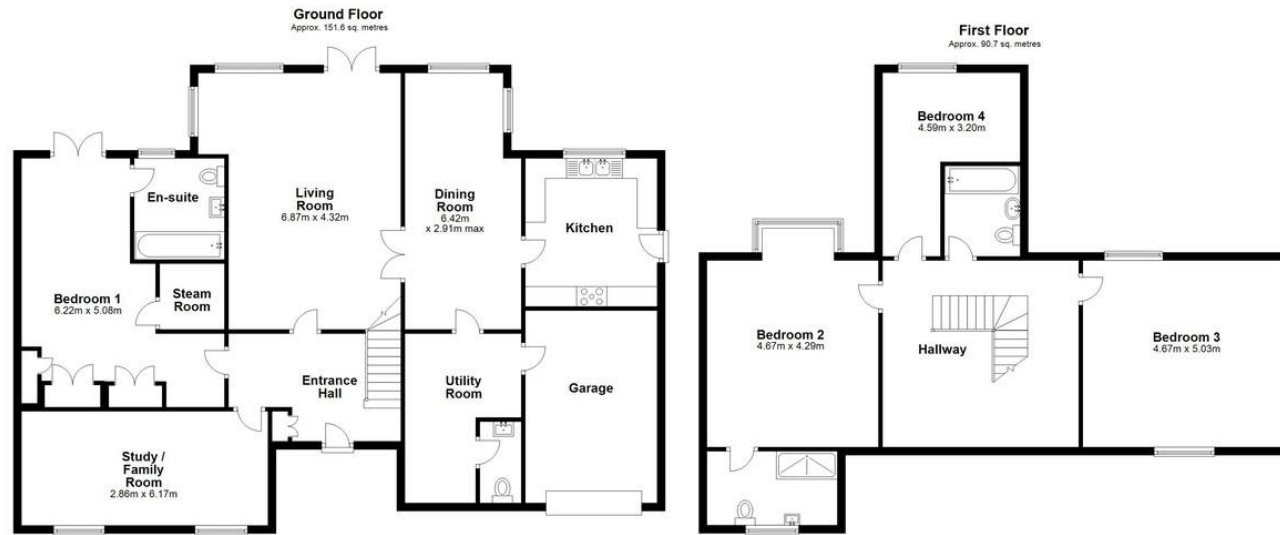 Ground Floor
Approx. 151.6 sq. metres
En-suite
Living
Room
6.87m x 4.32m
Dining
Room
6.42m
x 2.91m max
Kitchen
Bedroom 1
6.22m x 5.08m
Steam
Room
Entrance
Hall
Utility
Room
Garage
Study /
Family
Room
2.86m x 6.17m
First Floor
Approx. 90.7 sq. metres
Bedroom 4
4.59m x 3.20m
Bedroom 2
4.67m x 4.29m
Hallway
Bedroom 3
4.67m x 5.03m